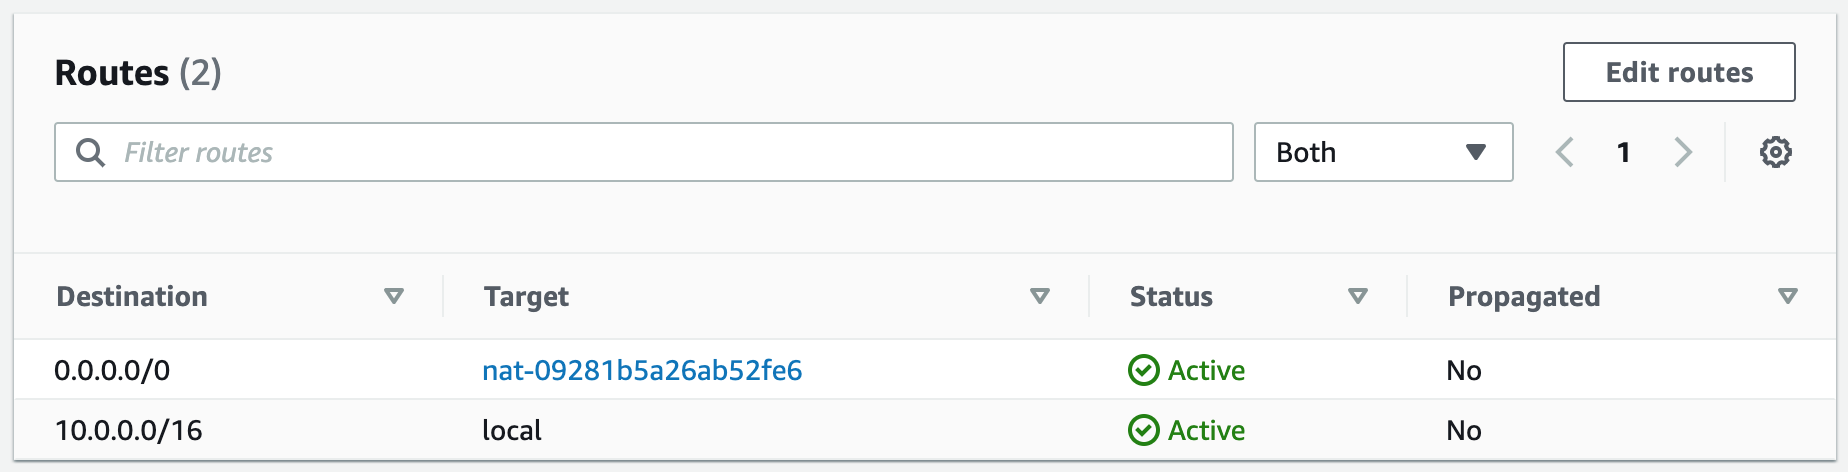 Routes (2)
Edit routes
Filter routes
Both
1
Destination Target Status Propagated
0.0.0.0/0 nat-09281b5a26ab52fe6 Active No
10.0.0.0/16 local Active No